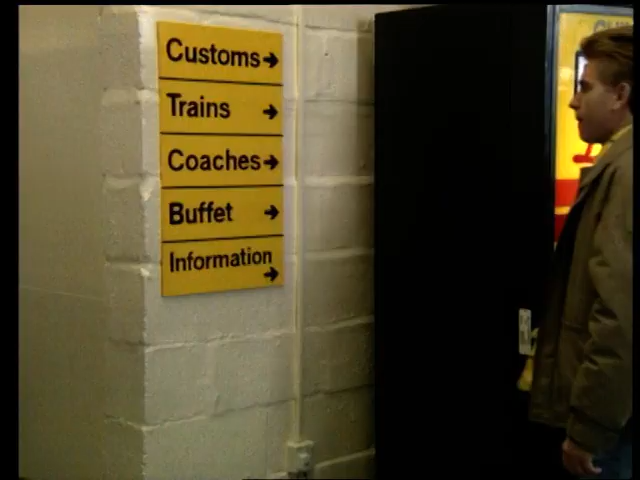 Customs→
Trains →
Coaches→
Buffet →
Information
→